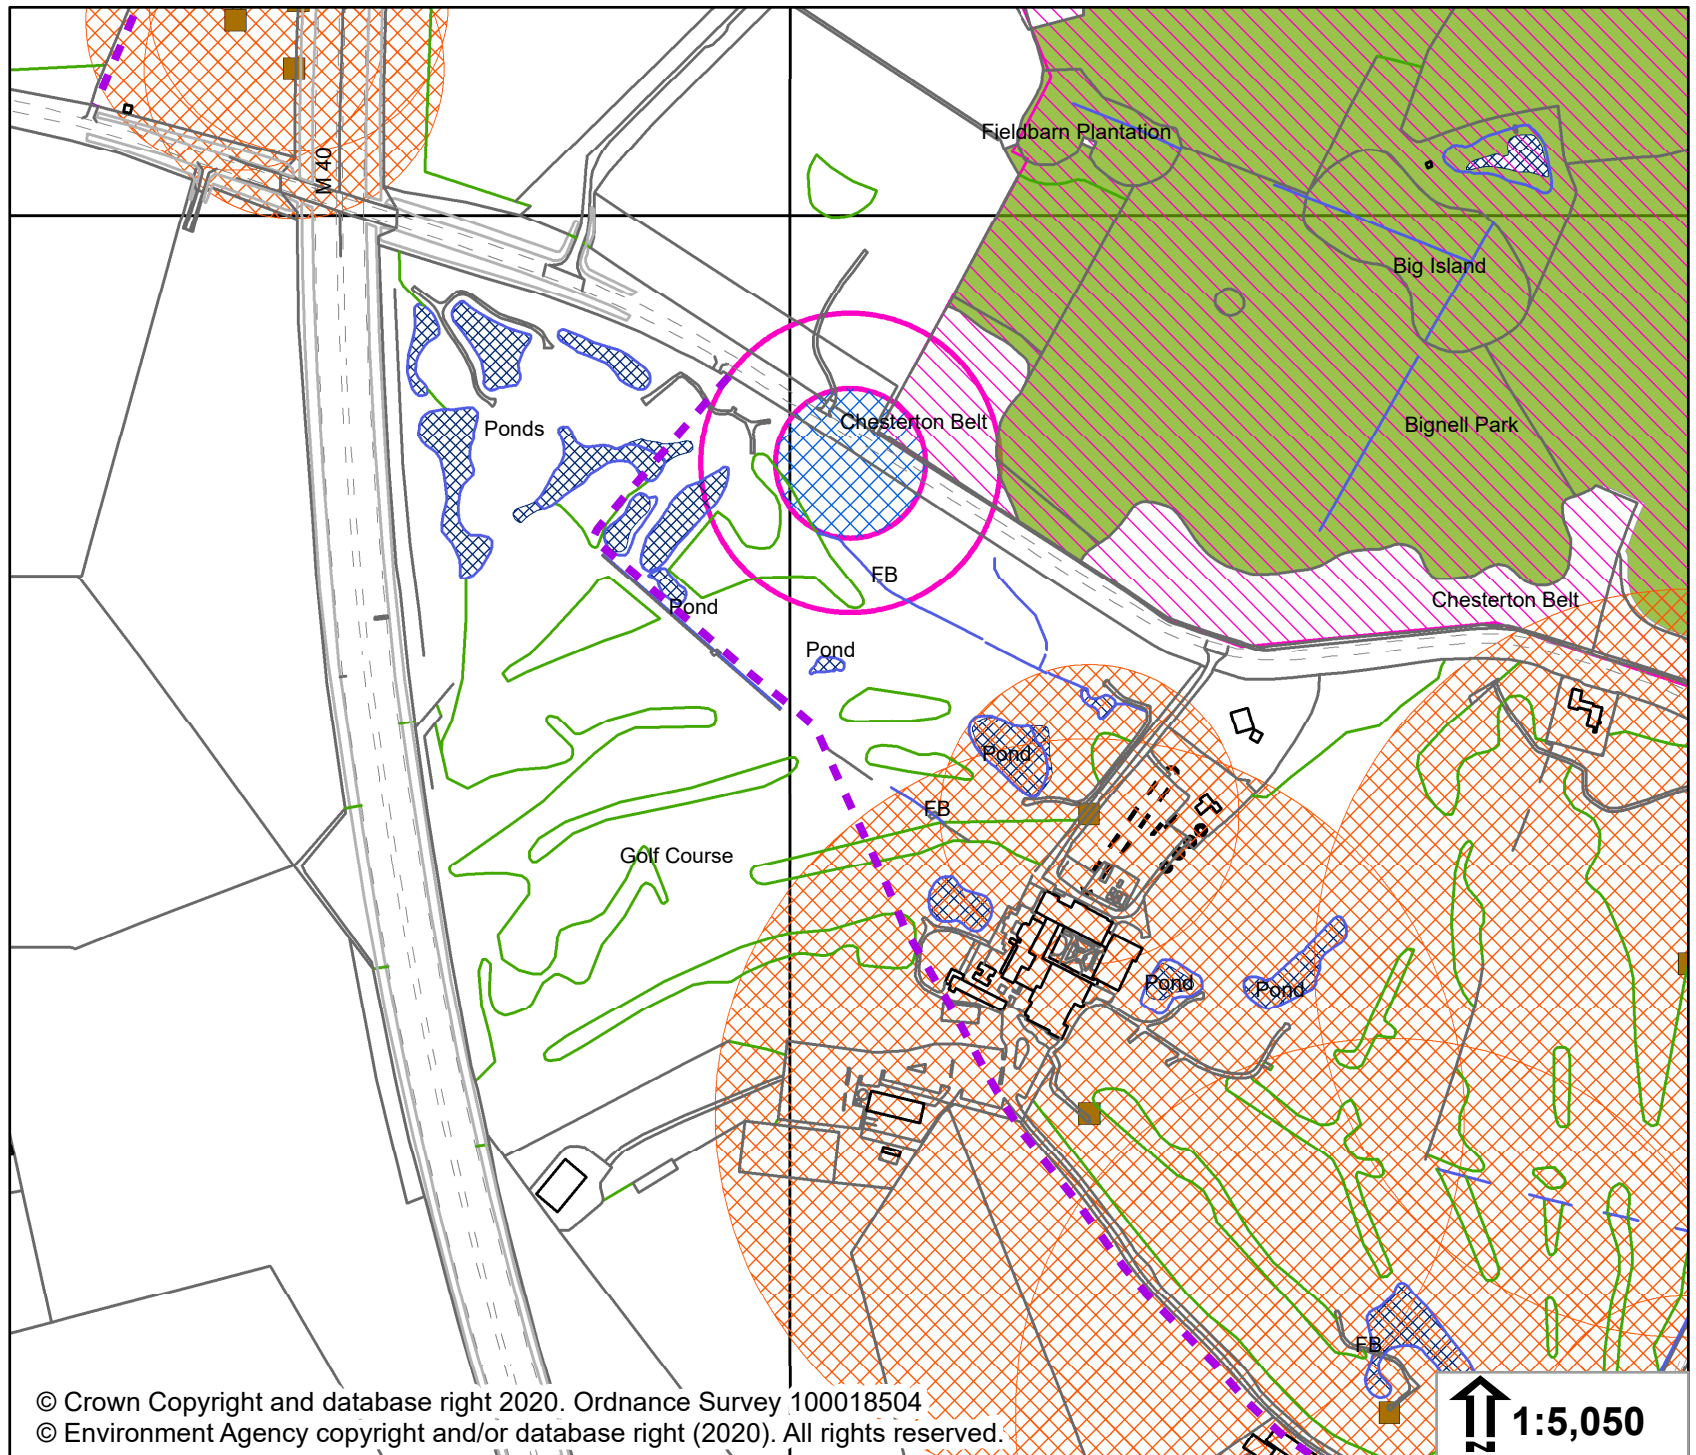 M 40
Fieldbarn Plantation
Big Island
Chesterton Belt
Bignell Park
Ponds
FB
Chesterton Belt
Pond
Pond
Pond
FB
Golf Course
Pond
Pond
FB
© Crown Copyright and database right 2020. Ordnance Survey 100018504
© Environment Agency copyright and/or database right (2020). All rights reserved.
1:5,050
N